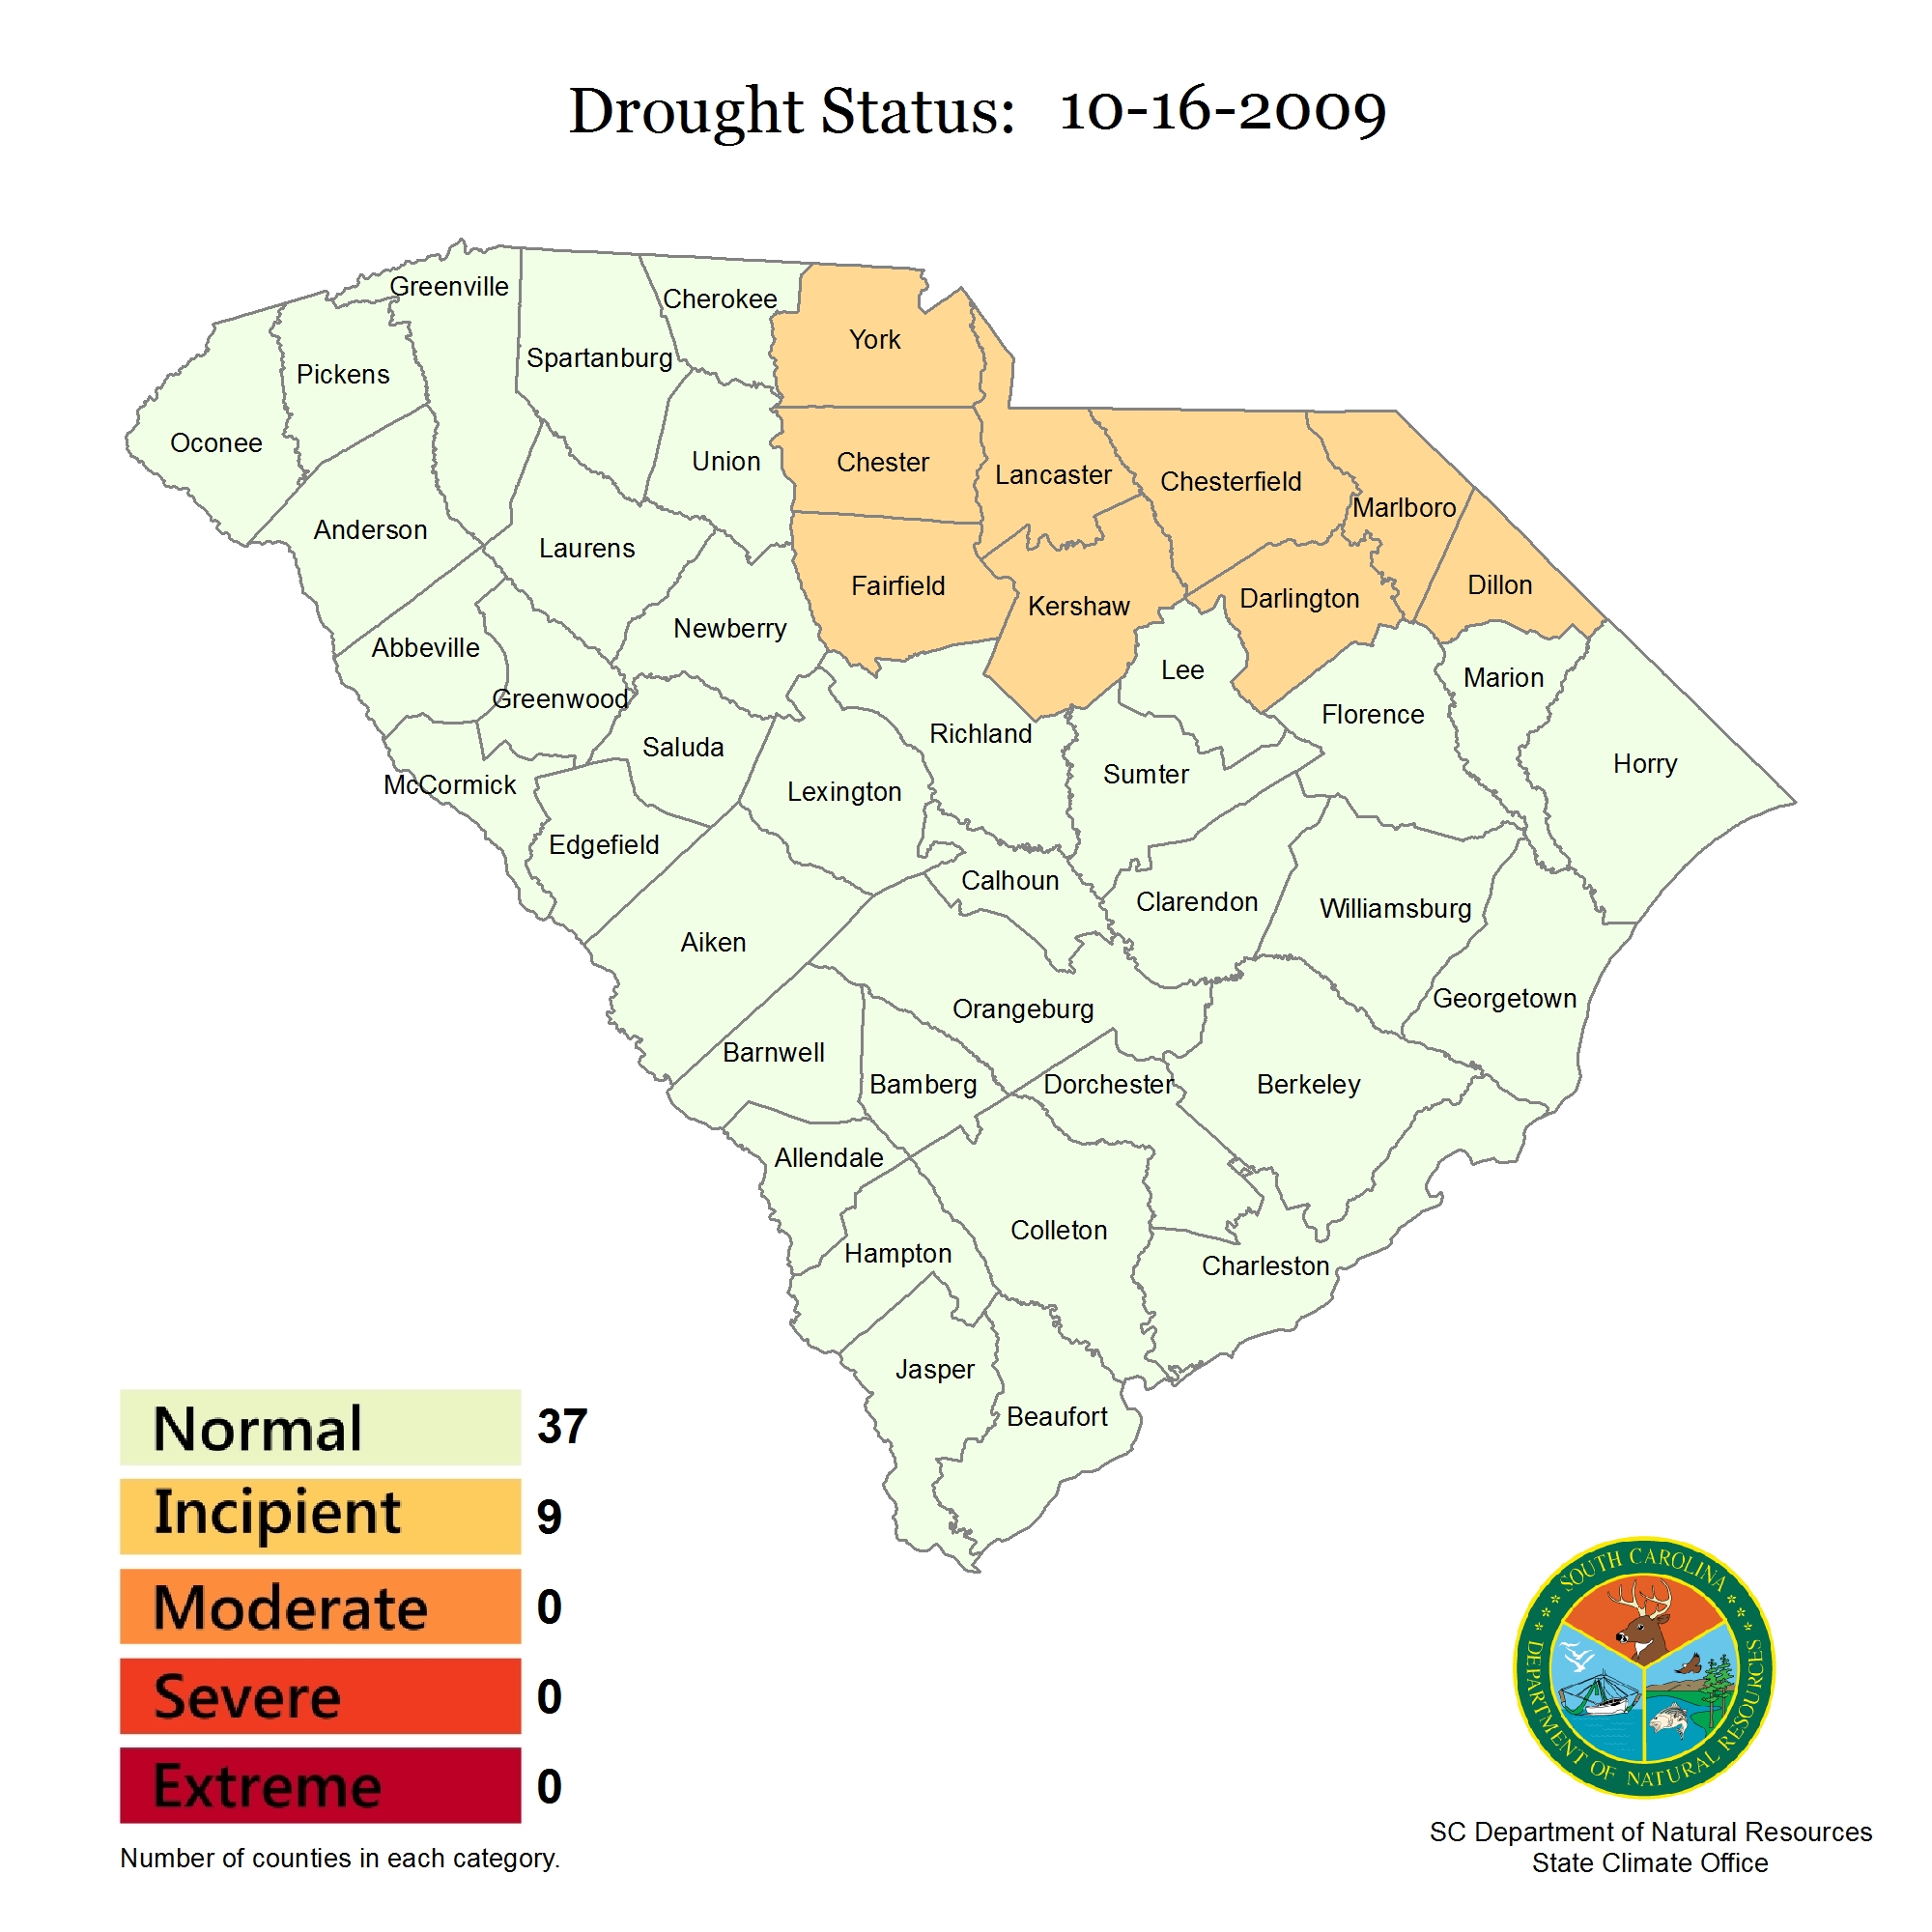 Drought Status: 10-16-2009
Greenville
Cherokee
York
Spartanburg
Pickens
Oconee
Union
Chester
Lancaster
Chesterfield
Marlboro
Anderson
Laurens
Fairfield
Kershaw
Darlington
Dillon
Newberry
Abbeville
Lee
Marion
Greenwood
Florence
Richland
Saluda
Horry
Sumter
McCormick
Lexington
Edgefield
Calhoun
Clarendon
Williamsburg
Aiken
Georgetown
Orangeburg
Barnwell
Bamberg
Dorchester
Berkeley
Allendale
Colleton
Hampton
Charleston
Jasper
Beaufort
Normal 37
Incipient 9
Moderate 0
Severe 0
Extreme 0
Number of counties in each category.
SOUTH CAROLINA
DEPARTMENT OF NATURAL RESOURCES
SC Department of Natural Resources
State Climate Office